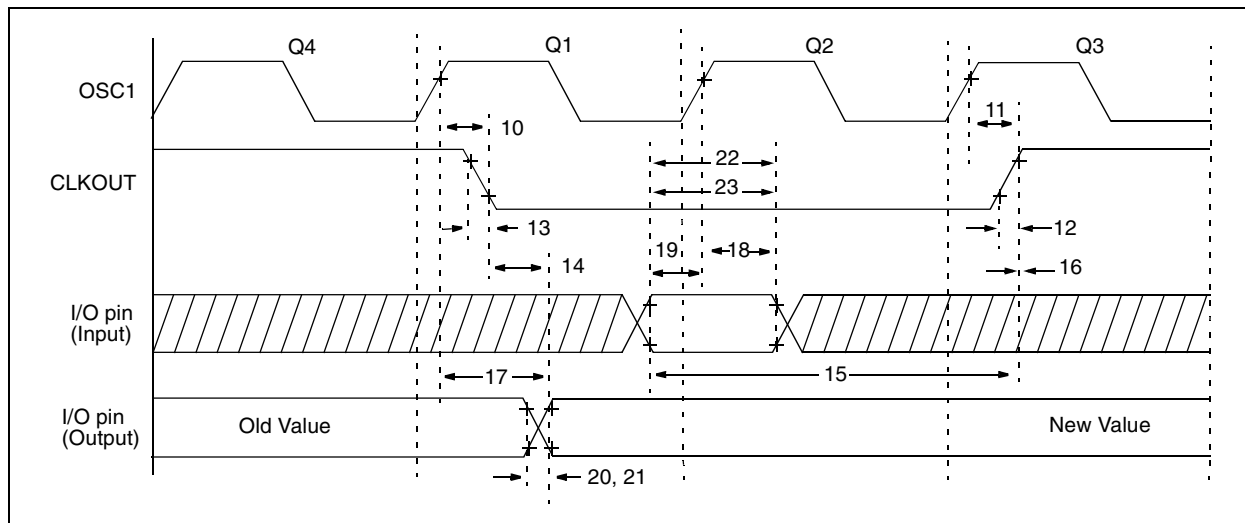 Q4 Q1 Q2 Q3
OSC1
10 11
22
CLKOUT
23
13 12
19 18
14 16
I/O pin
(Input)
17 15
I/O pin
(Output)
Old Value New Value
20, 21